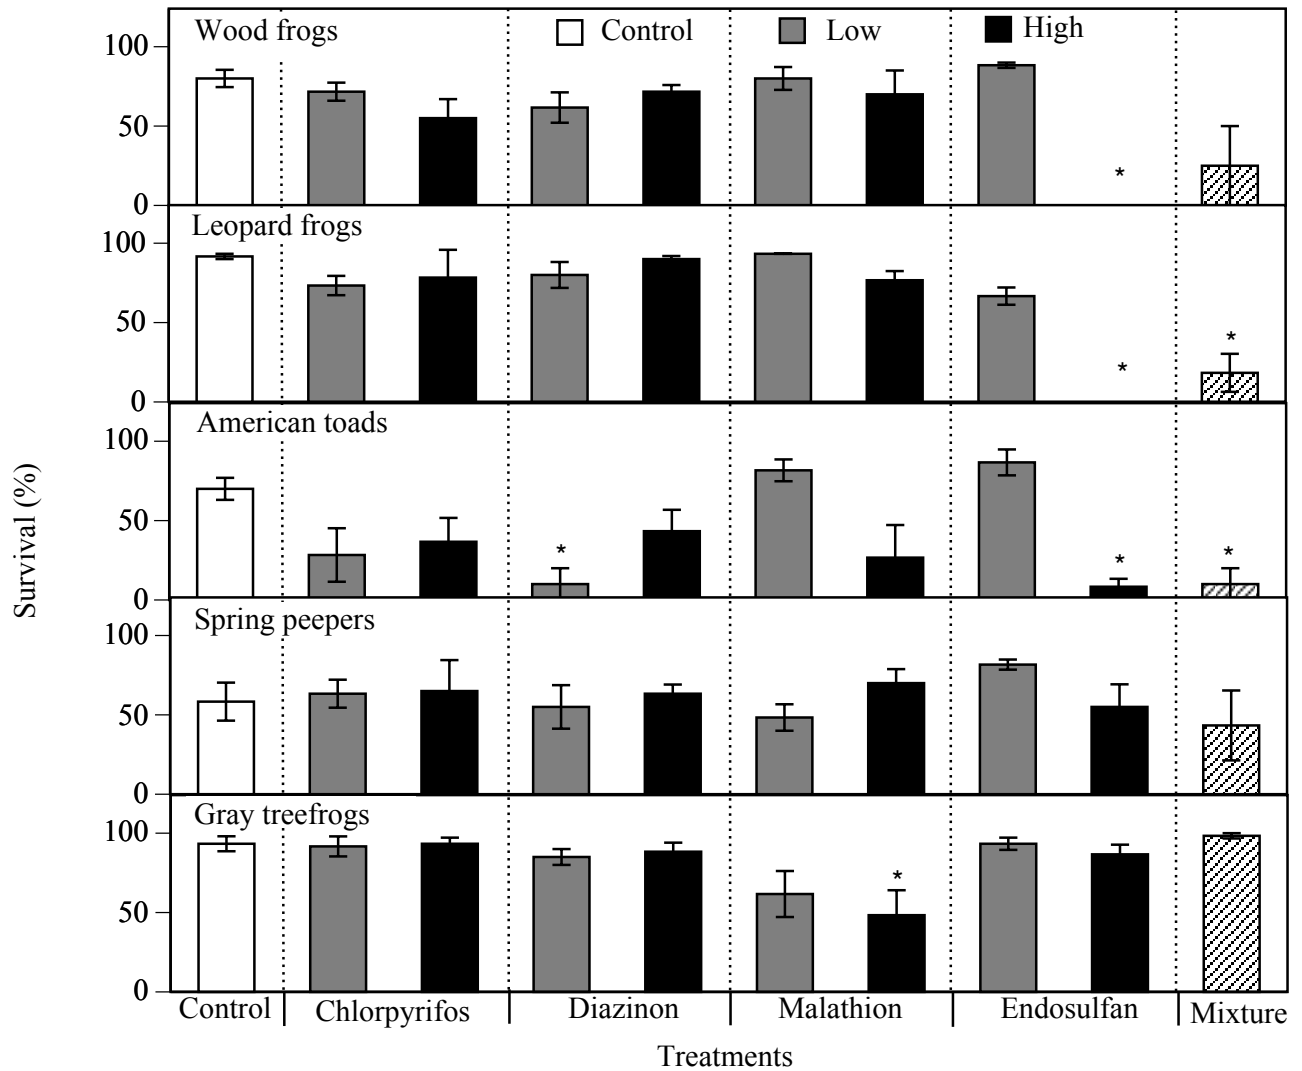 Wood frogs
Control
Low
High
100
50
0
*
Leopard frogs
100
50
0
*
*
American toads
100
50
0
*
*
*
Spring peepers
100
50
0
Gray treefrogs
100
50
0
*
Survival (%)
Control
Chlorpyrifos
Diazinon
Malathion
Endosulfan
Mixture
Treatments